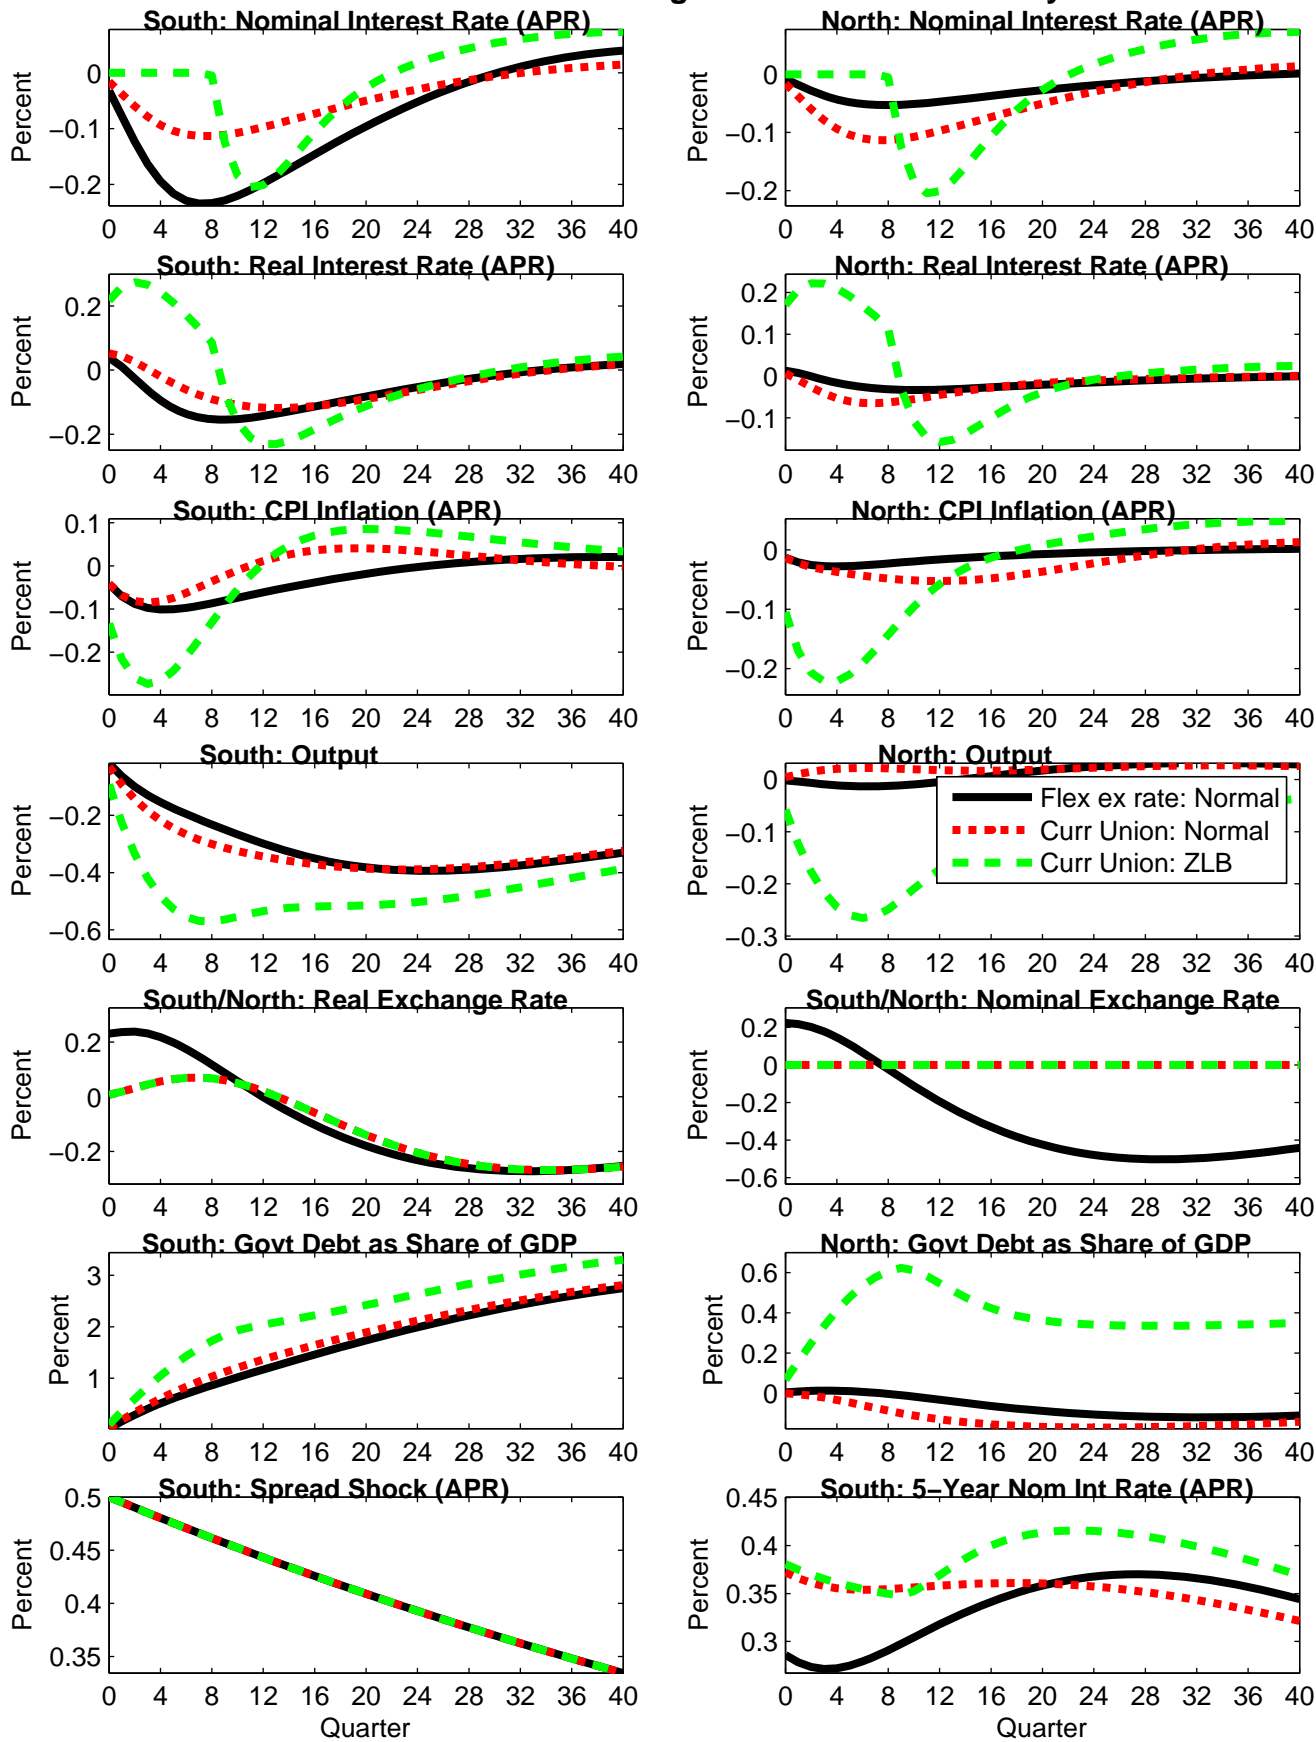 South: Nominal Interest Rate (APR)
Percent
0
−0.1
−0.2
0 4 8 12 16 20 24 28 32 36 40
North: Nominal Interest Rate (APR)
Percent
0
−0.1
−0.2
0 4 8 12 16 20 24 28 32 36 40
South: Real Interest Rate (APR)
Percent
0.2
0
−0.2
0 4 8 12 16 20 24 28 32 36 40
North: Real Interest Rate (APR)
Percent
0.2
0.1
0
−0.1
0 4 8 12 16 20 24 28 32 36 40
South: CPI Inflation (APR)
Percent
0.1
0
−0.1
−0.2
0 4 8 12 16 20 24 28 32 36 40
North: CPI Inflation (APR)
Percent
0
−0.1
−0.2
0 4 8 12 16 20 24 28 32 36 40
South: Output
Percent
−0.2
−0.4
−0.6
0 4 8 12 16 20 24 28 32 36 40
North: Output
Percent
0
−0.1
−0.2
−0.3
Flex ex rate: Normal
Curr Union: Normal
Curr Union: ZLB
0 4 8 12 16 20 24 28 32 36 40
South/North: Real Exchange Rate
Percent
0.2
0
−0.2
0 4 8 12 16 20 24 28 32 36 40
South/North: Nominal Exchange Rate
Percent
0.2
0
−0.2
−0.4
−0.6
0 4 8 12 16 20 24 28 32 36 40
South: Govt Debt as Share of GDP
Percent
3
2
1
0 4 8 12 16 20 24 28 32 36 40
North: Govt Debt as Share of GDP
Percent
0.6
0.4
0.2
0
0 4 8 12 16 20 24 28 32 36 40
South: Spread Shock (APR)
Percent
0.5
0.45
0.4
0.35
0 4 8 12 16 20 24 28 32 36 40
Quarter
South: 5−Year Nom Int Rate (APR)
Percent
0.45
0.4
0.35
0.3
0 4 8 12 16 20 24 28 32 36 40
Quarter